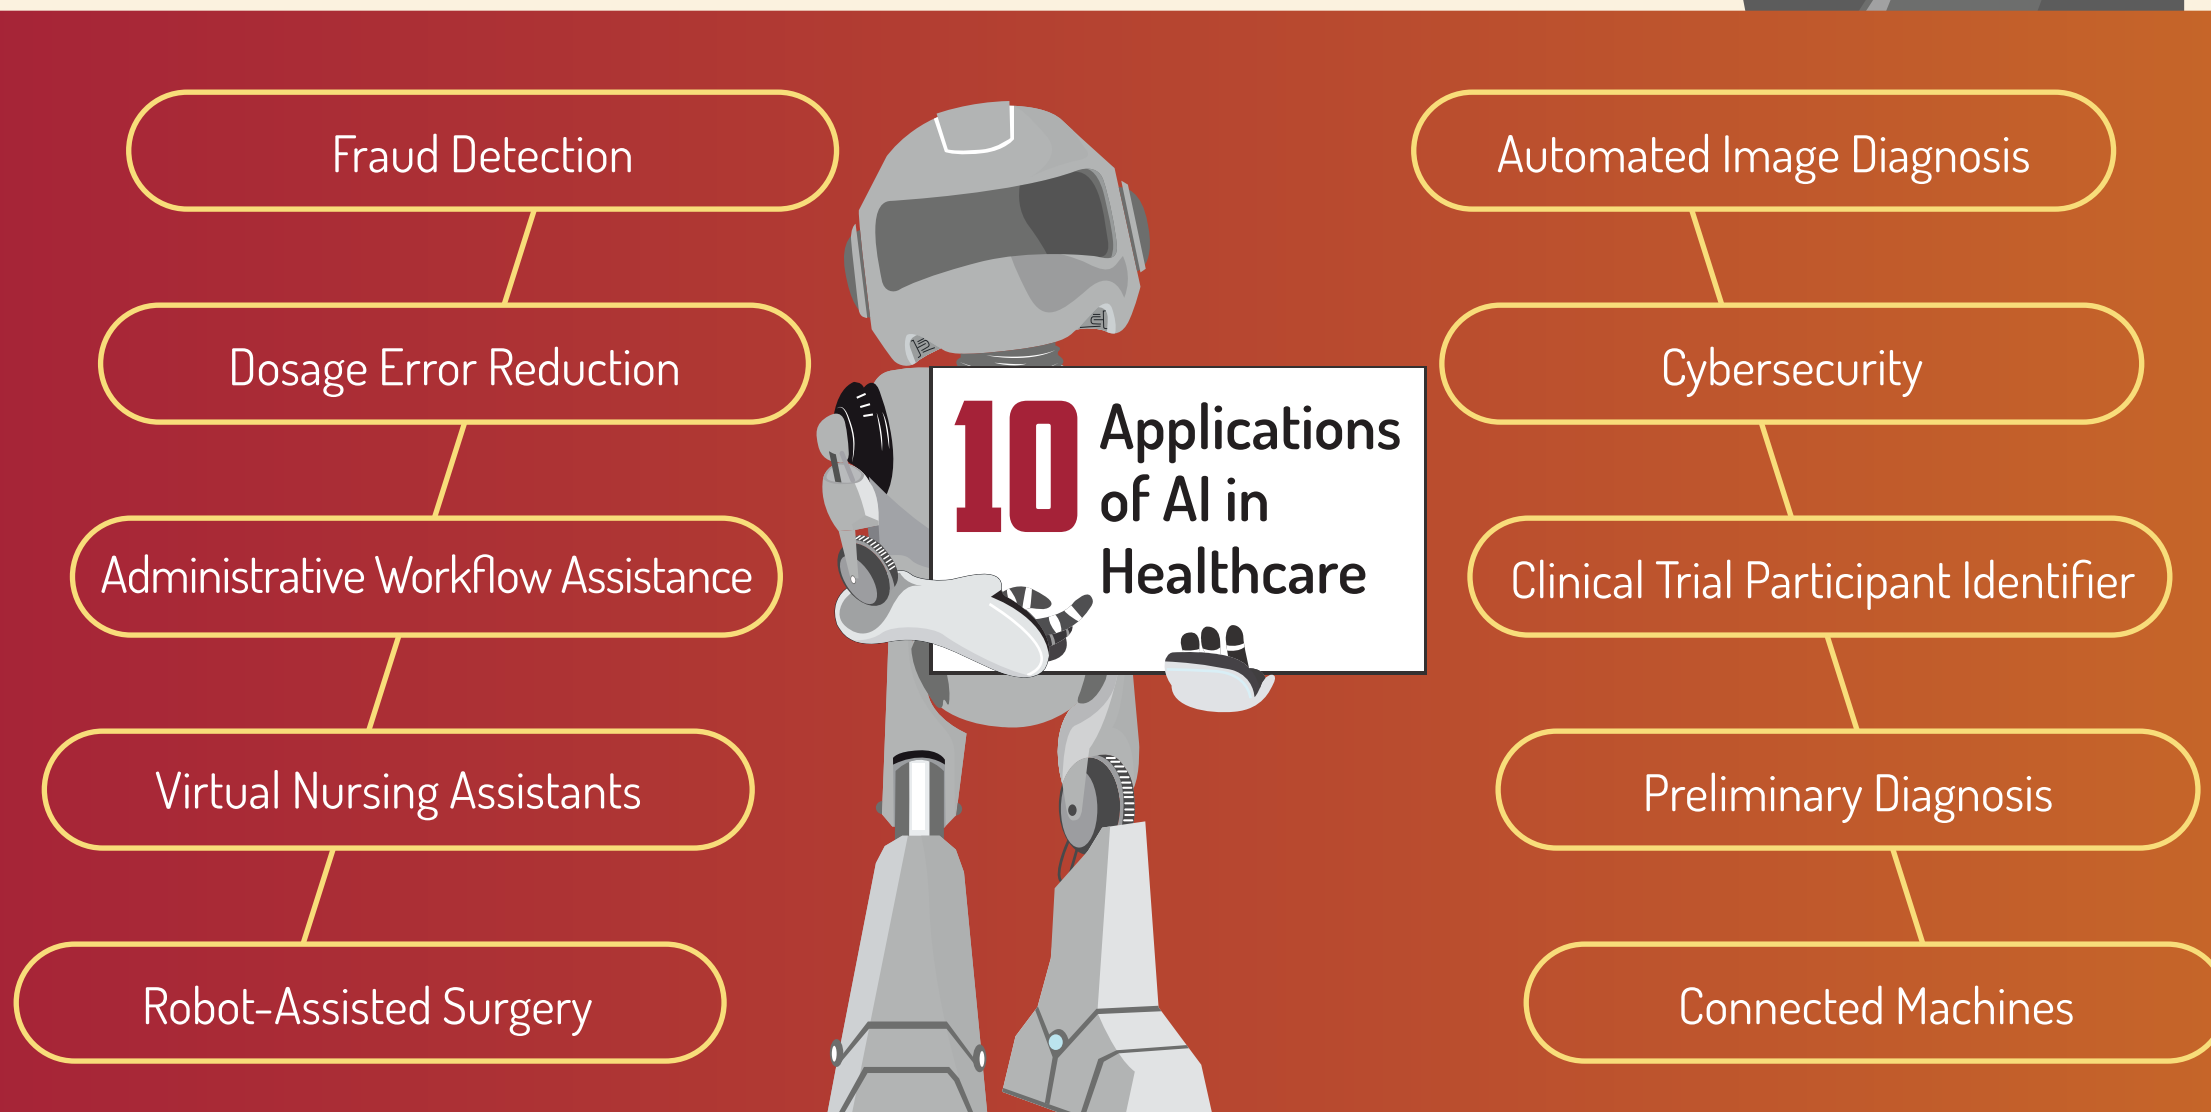 Fraud Detection
Dosage Error Reduction
Administrative Workflow Assistance
Virtual Nursing Assistants
Robot-Assisted Surgery
10 Applications
of AI in
Healthcare
Automated Image Diagnosis
Cybersecurity
Clinical Trial Participant Identifier
Preliminary Diagnosis
Connected Machines